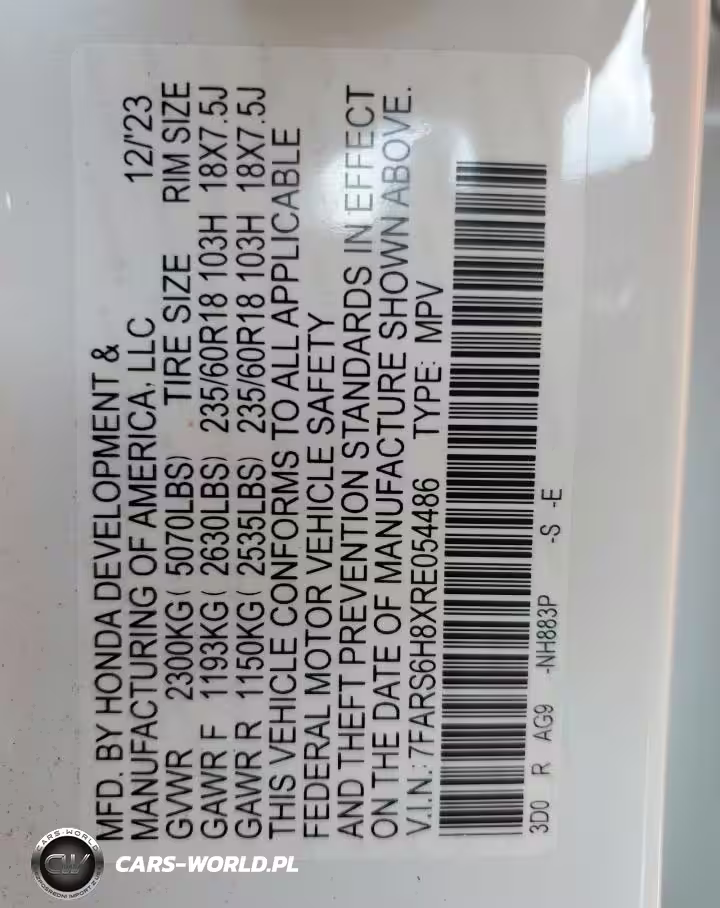 MFD. BY HONDA DEVELOPMENT &
MANUFACTURING OF AMERICA, LLC 12/'23
GVWR 2300KG( 5070LBS) TIRE SIZE RIM SIZE
GAWR F 1193KG( 2630LBS) 235/60R18 103H 18X7.5J
GAWR R 1150KG( 2535LBS) 235/60R18 103H 18X7.5J
THIS VEHICLE CONFORMS TO ALL APPLICABLE
FEDERAL MOTOR VEHICLE SAFETY
AND THEFT PREVENTION STANDARDS IN EFFECT
ON THE DATE OF MANUFACTURE SHOWN ABOVE.
V.I.N.: 7FARS6H8XRE054486 TYPE: MPV
3D0 R AG9 -NH883P -S -E
CARS-WORLD
CW
CARS-WORLD.PL